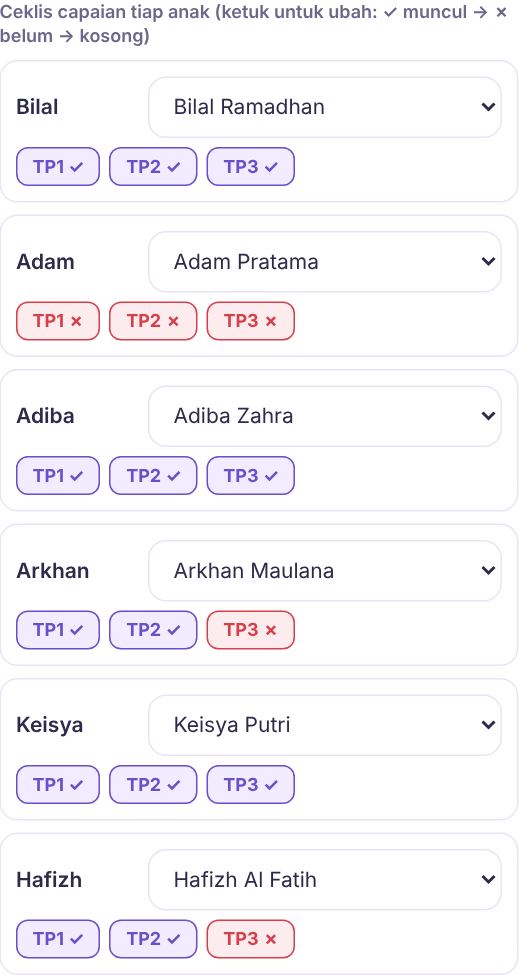 Ceklis capaian tiap anak (ketuk untuk ubah: ✓ muncul → ×
belum → kosong)
Bilal Bilal Ramadhan
TP1 ✓ TP2 ✓ TP3 ✓
Adam Adam Pratama
TP1 × TP2 × TP3 ×
Adiba Adiba Zahra
TP1 ✓ TP2 ✓ TP3 ✓
Arkhan Arkhan Maulana
TP1 ✓ TP2 ✓ TP3 ×
Keisya Keisya Putri
TP1 ✓ TP2 ✓ TP3 ✓
Hafizh Hafizh Al Fatih
TP1 ✓ TP2 ✓ TP3 ×